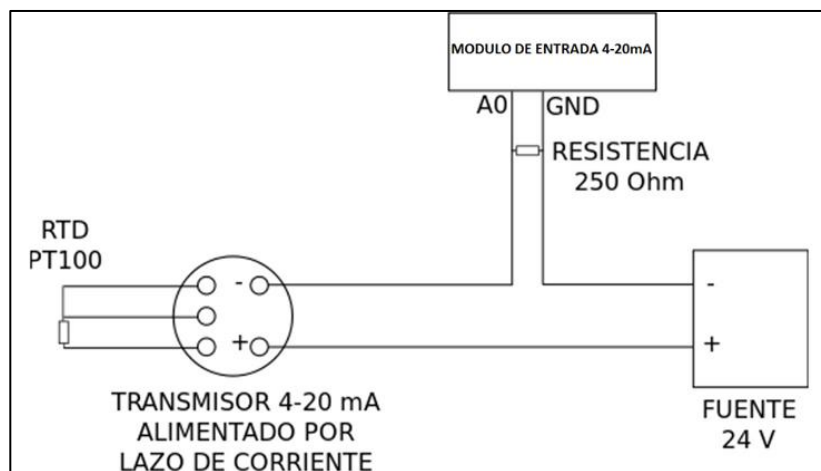 MODULO DE ENTRADA 4-20mA
A0
GND
RESISTENCIA
250 Ohm
RTD
PT100
-
+
-
+
TRANSMISOR 4-20 mA
ALIMENTADO POR
LAZO DE CORRIENTE
FUENTE
24 V